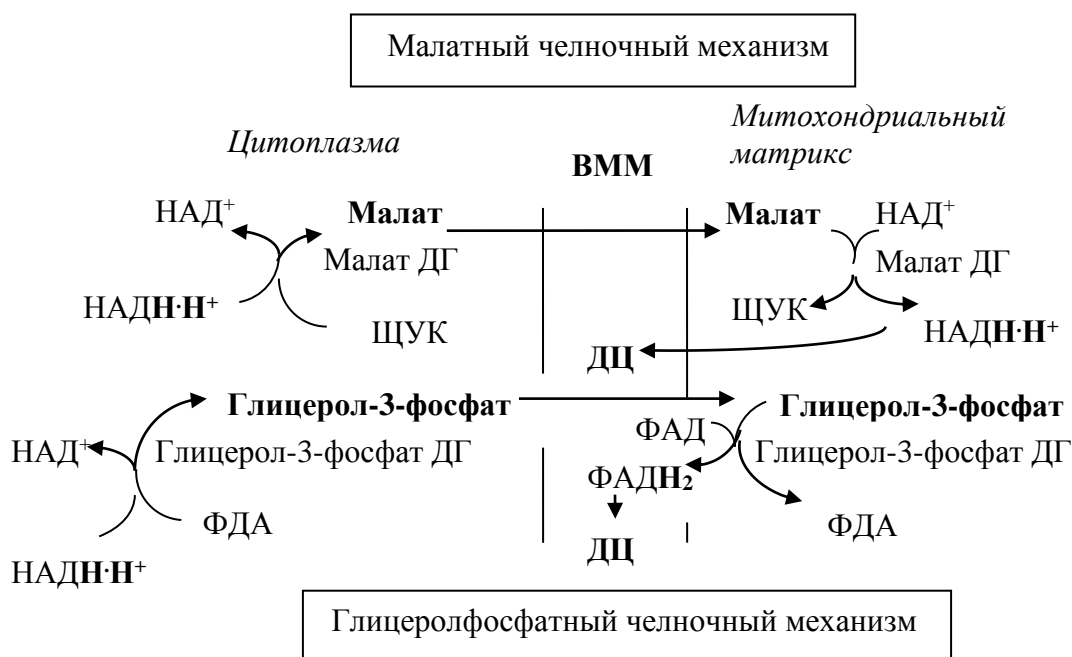 Малатный челночный механизм
Цитоплазма
Митохондриальный
матрикс
ВММ
НАД⁺
Малат
Малат
НАД⁺
Малат ДГ
Малат ДГ
НАДН·Н⁺
ЩУК
ЩУК
НАДН·Н⁺
ДЦ
Глицерол-3-фосфат
Глицерол-3-фосфат
НАД⁺
Глицерол-3-фосфат ДГ
ФАД
Глицерол-3-фосфат ДГ
ФАДН₂
ФДА
ФДА
ДЦ
НАДН·Н⁺
Глицеролфосфатный челночный механизм